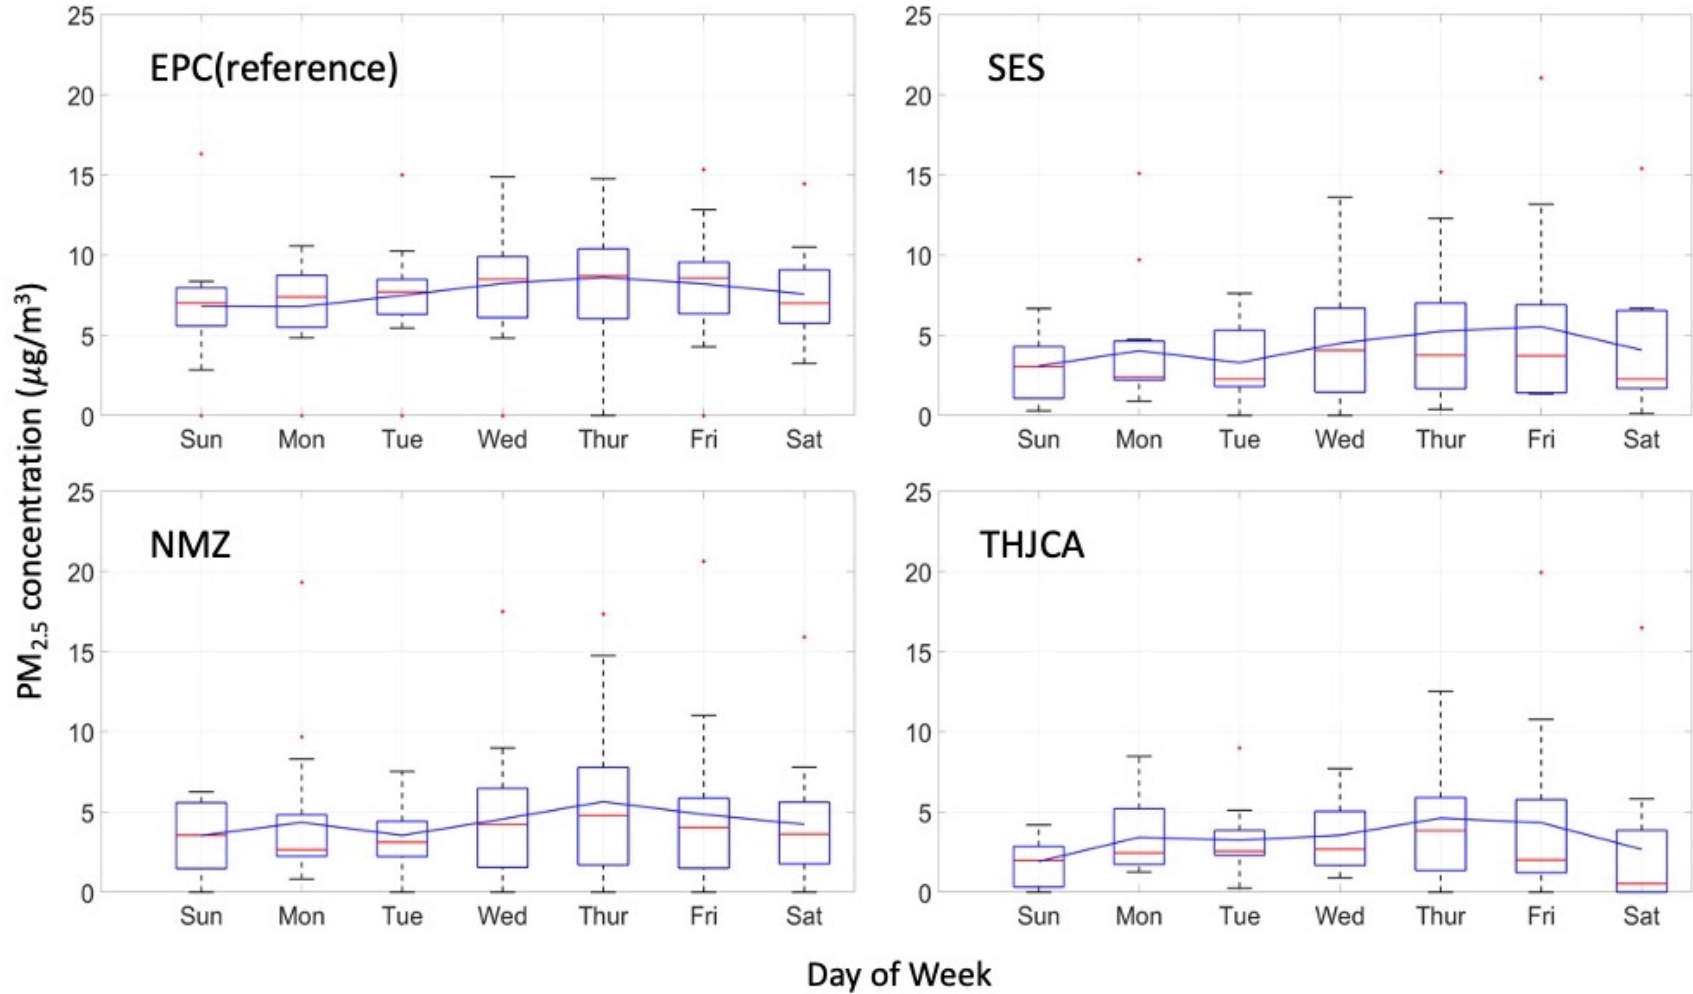 EPC(reference)
25
20
15
10
5
0
Sun Mon Tue Wed Thur Fri Sat
SES
25
20
15
10
5
0
Sun Mon Tue Wed Thur Fri Sat
PM2.5 concentration (μg/m³)
NMZ
25
20
15
10
5
0
Sun Mon Tue Wed Thur Fri Sat
THJCA
25
20
15
10
5
0
Sun Mon Tue Wed Thur Fri Sat
Day of Week